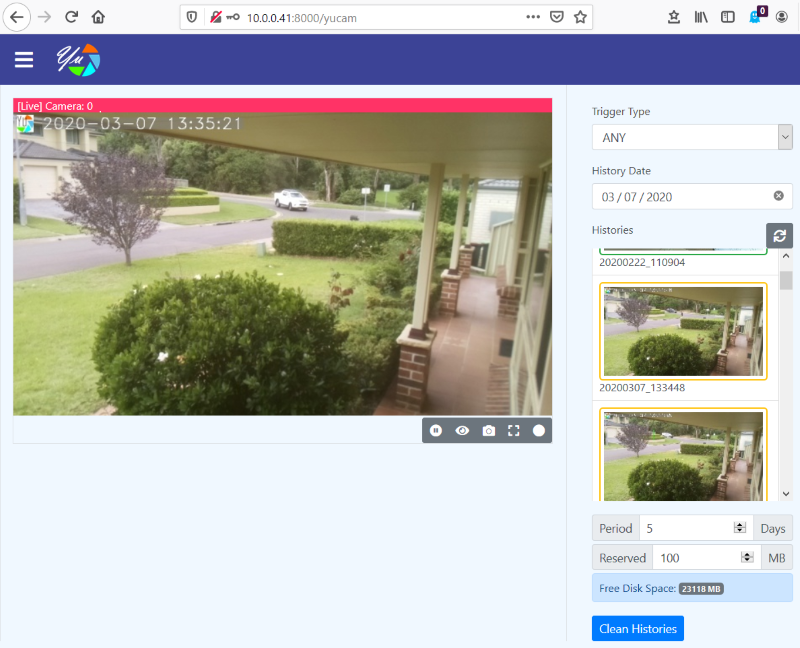 0
10.0.0.41:8000/yucam
Yu
[Live] Camera: 0
YU 2020-03-07 13:35:21
Trigger Type
ANY
History Date
03 / 07 / 2020
Histories
20200222_110904
20200307_133448
Period 5 Days
Reserved 100 MB
Free Disk Space: 23118 MB
Clean Histories